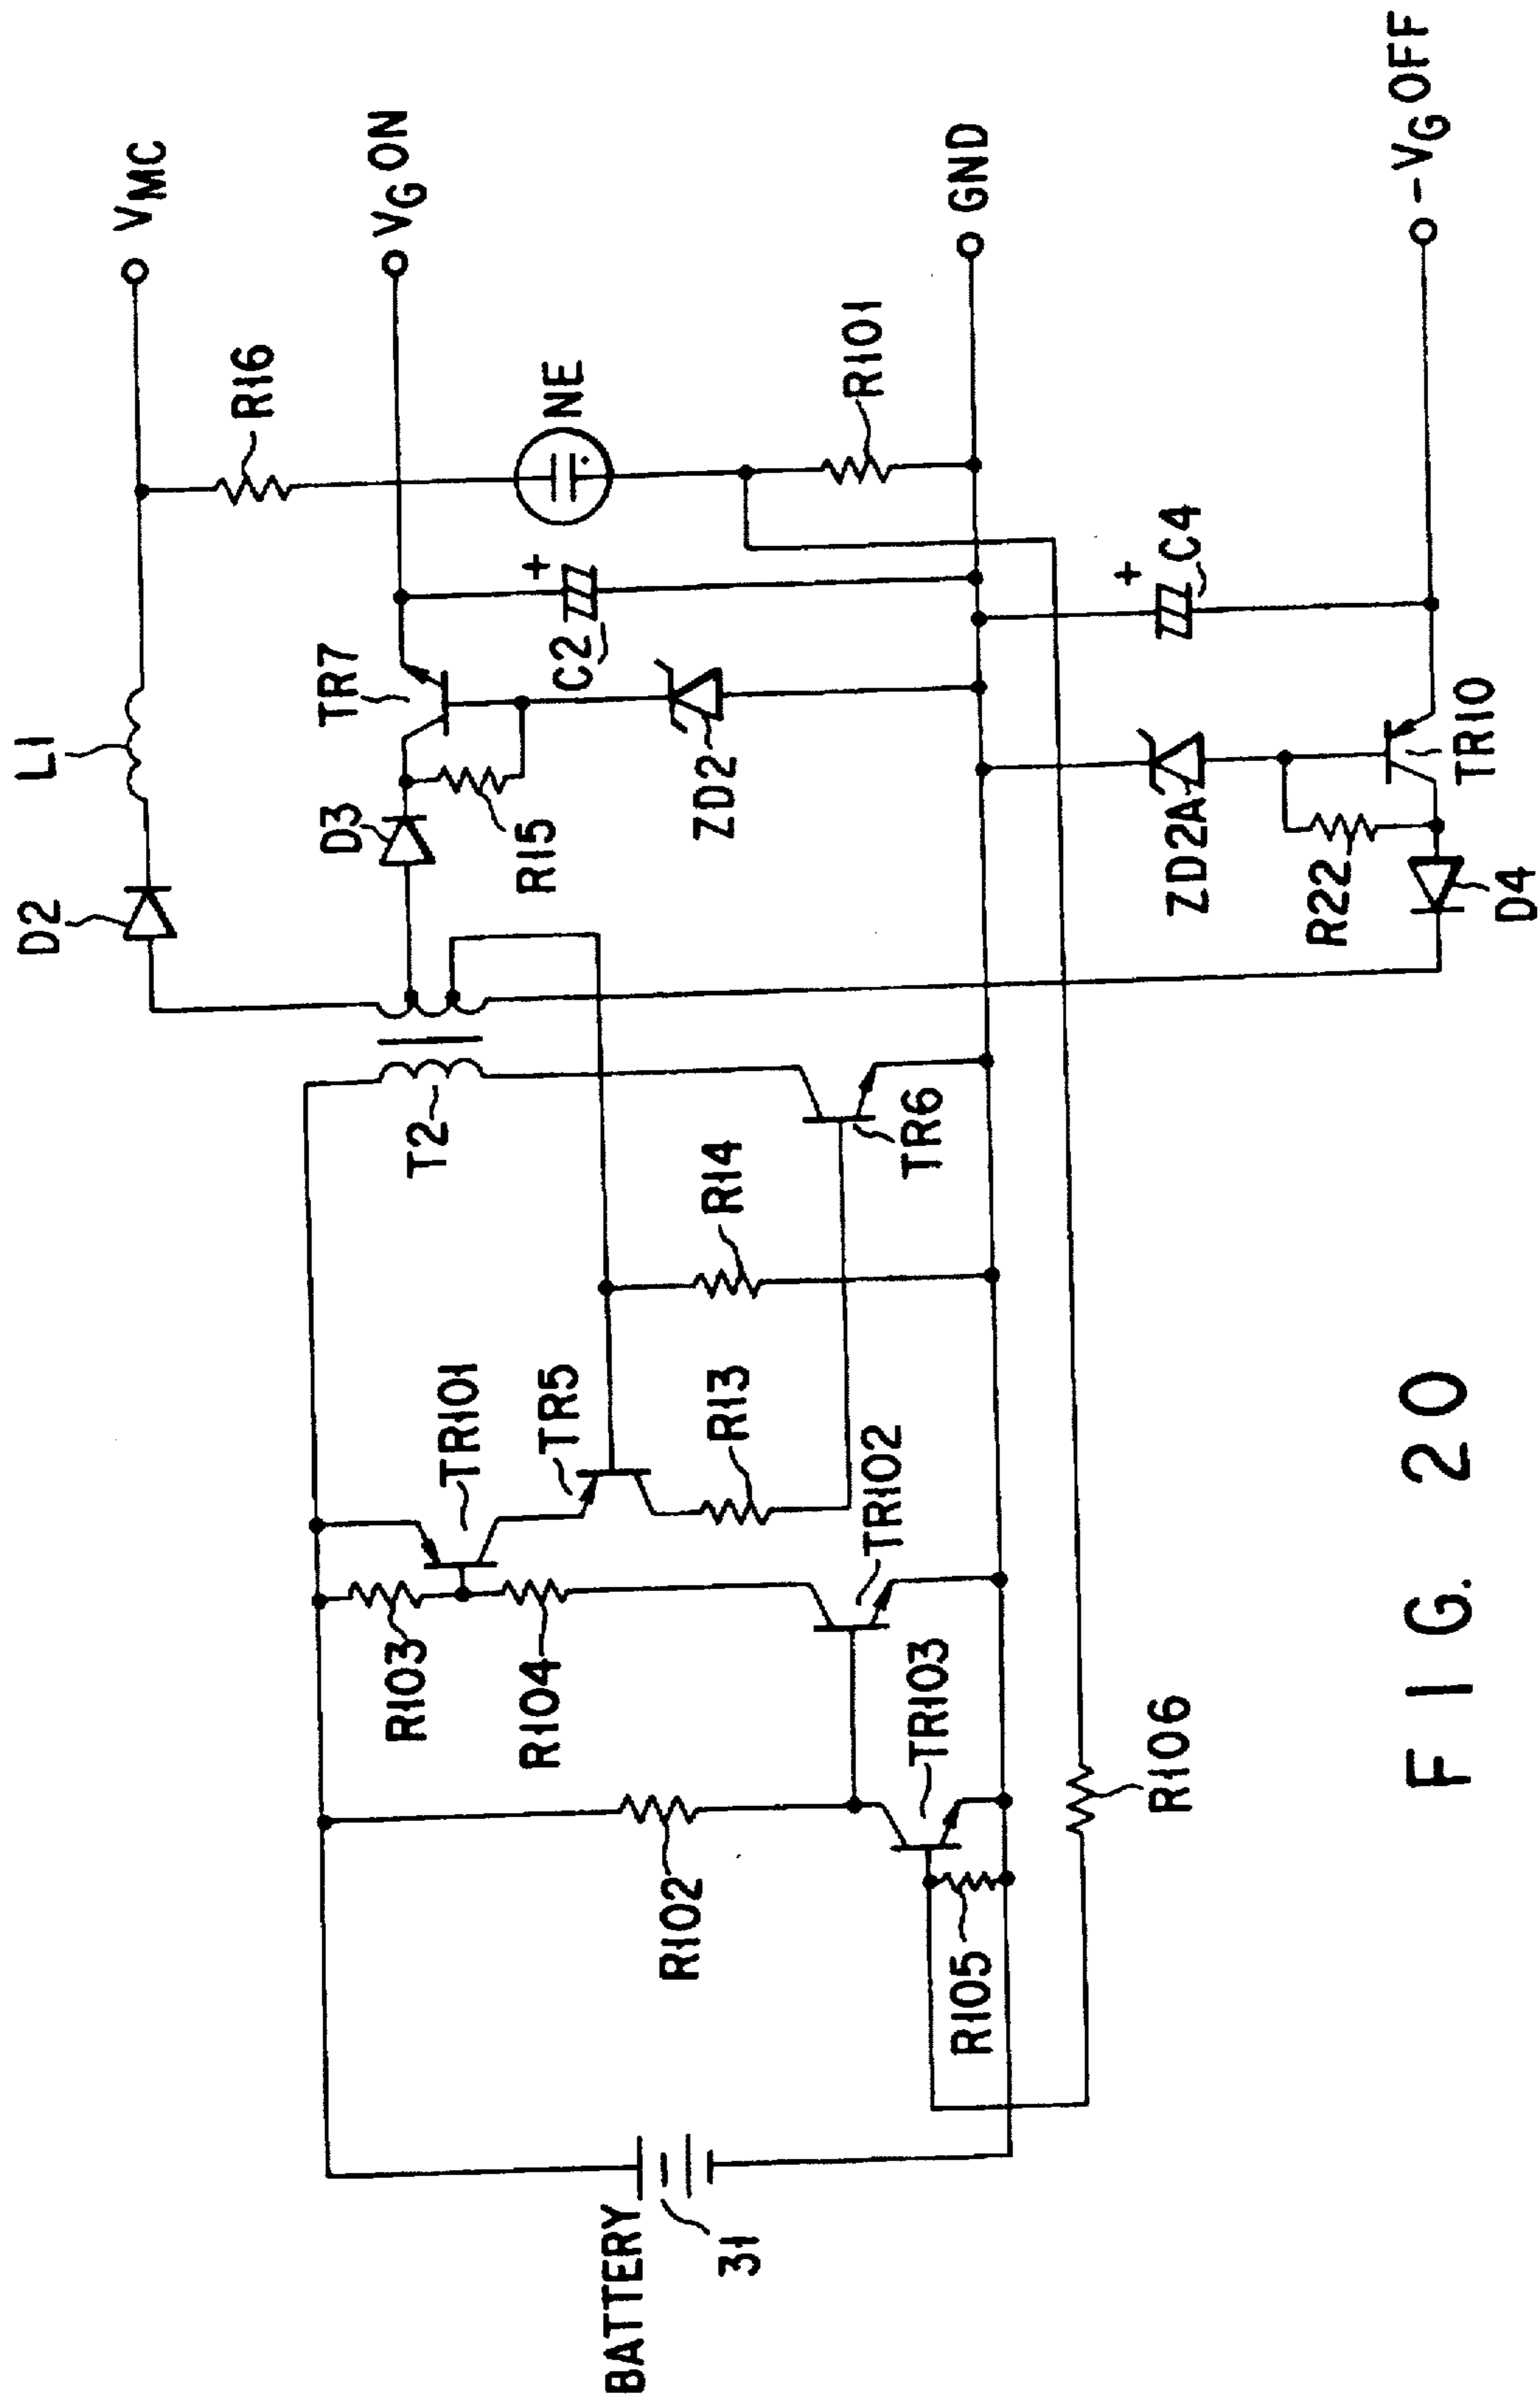 BATTERY
31
R102
R103
R104
TR101
TR5
R13
R14
T2
TR6
TR102
TR103
R105
R106
D2
L1
D3
TR7
R15
ZD2
C2
+
R16
NE
R101
C4
+
ZD2A
R22
D4
TR10
VMC
VG ON
GND
-VG OFF
FIG. 20